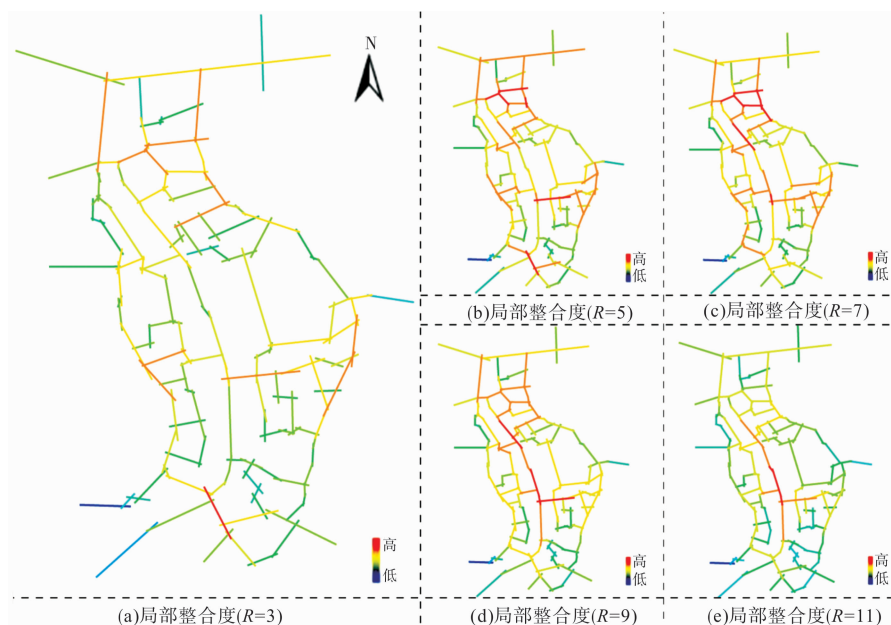 N
高
低
(a)局部整合度(R=3)
高
低
(b)局部整合度(R=5)
高
低
(c)局部整合度(R=7)
高
低
(d)局部整合度(R=9)
高
低
(e)局部整合度(R=11)